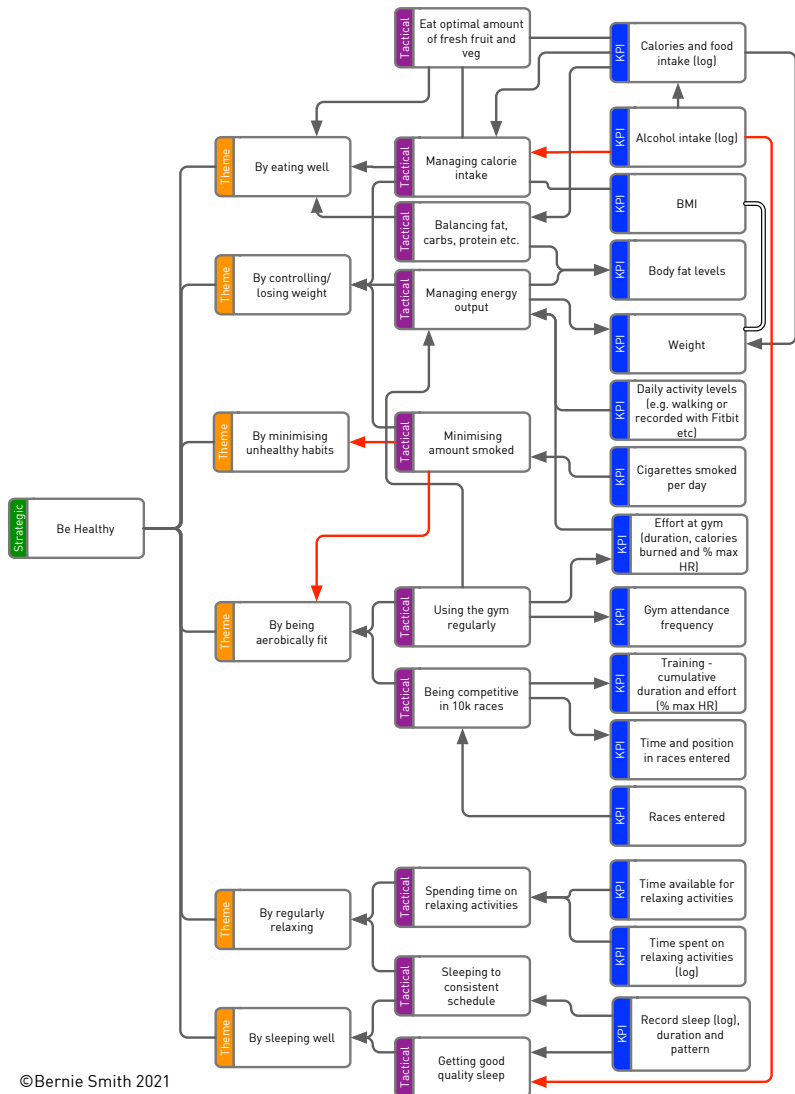 Tactical
Eat optimal amount
of fresh fruit and
veg
KPI
Calories and food
intake (log)
KPI
Alcohol intake (log)
Theme
By eating well
Tactical
Managing calorie
intake
KPI
BMI
Tactical
Balancing fat,
carbs, protein etc.
KPI
Body fat levels
Theme
By controlling/
losing weight
Tactical
Managing energy
output
KPI
Weight
KPI
Daily activity levels
(e.g. walking or
recorded with Fitbit
etc)
Theme
By minimising
unhealthy habits
Tactical
Minimising
amount smoked
KPI
Cigarettes smoked
per day
Strategic
Be Healthy
KPI
Effort at gym
(duration, calories
burned and % max
HR)
Theme
By being
aerobically fit
Tactical
Using the gym
regularly
KPI
Gym attendance
frequency
Tactical
Being competitive
in 10k races
KPI
Training -
cumulative
duration and effort
(% max HR)
KPI
Time and position
in races entered
KPI
Races entered
Theme
By regularly
relaxing
Tactical
Spending time on
relaxing activities
KPI
Time available for
relaxing activities
KPI
Time spent on
relaxing activities
(log)
Tactical
Sleeping to
consistent
schedule
Theme
By sleeping well
KPI
Record sleep (log),
duration and
pattern
Tactical
Getting good
quality sleep
©Bernie Smith 2021